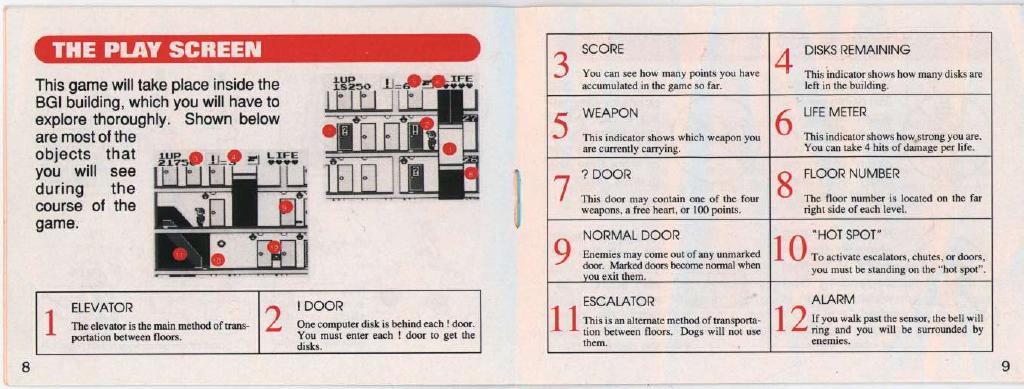 THE PLAY SCREEN
This game will take place inside the
BGI building, which you will have to
explore thoroughly. Shown below
are most of the
objects that
you will see
during the
course of the
game.
1UP
18250
IFE
1UP
2175
LIFE
1 ELEVATOR
The elevator is the main method of trans-
portation between floors.
2 ! DOOR
One computer disk is behind each ! door.
You must enter each ! door to get the
disks.
8
3 SCORE
You can see how many points you have
accumulated in the game so far.
4 DISKS REMAINING
This indicator shows how many disks are
left in the building.
5 WEAPON
This indicator shows which weapon you
are currently carrying.
6 LIFE METER
This indicator shows how strong you are.
You can take 4 hits of damage per life.
7 ? DOOR
This door may contain one of the four
weapons, a free heart, or 100 points.
8 FLOOR NUMBER
The floor number is located on the far
right side of each level.
9 NORMAL DOOR
Enemies may come out of any unmarked
door. Marked doors become normal when
you exit them.
10 "HOT SPOT"
To activate escalators, chutes, or doors,
you must be standing on the "hot spot".
11 ESCALATOR
This is an alternate method of transporta-
tion between floors. Dogs will not use
them.
12 ALARM
If you walk past the sensor, the bell will
ring and you will be surrounded by
enemies.
9